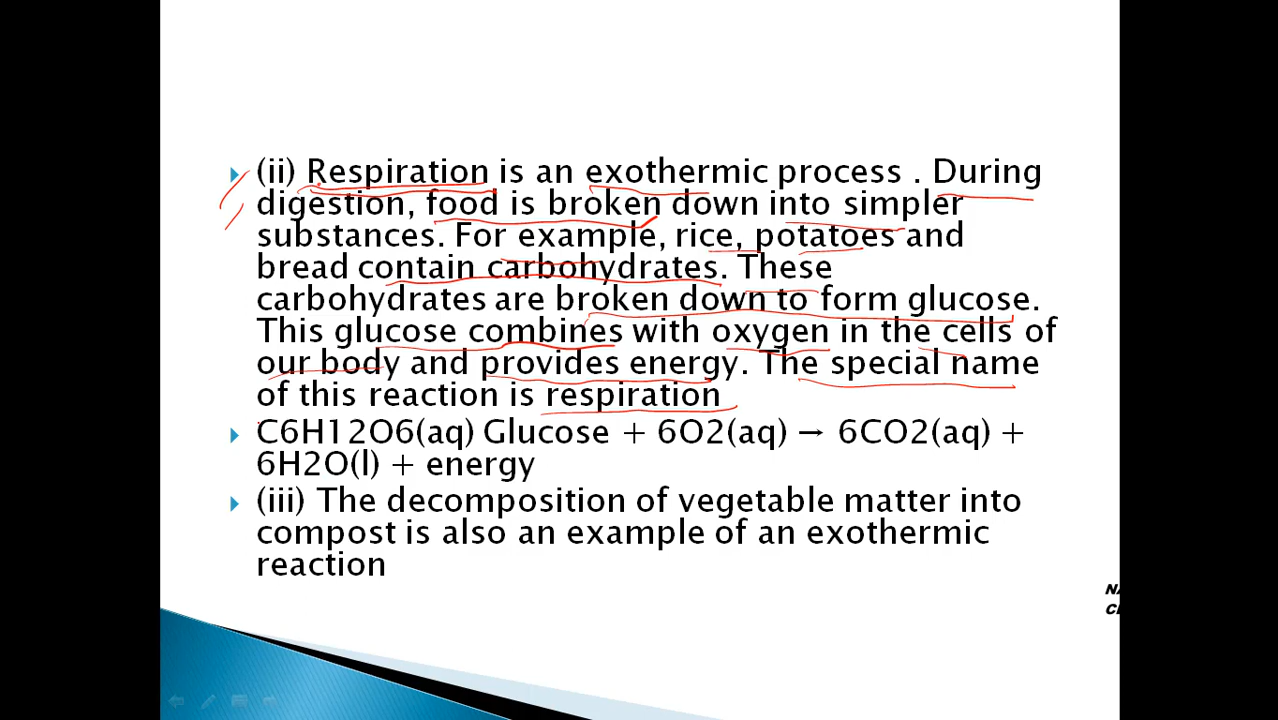 (ii) Respiration is an exothermic process . During
digestion, food is broken down into simpler
substances. For example, rice, potatoes and
bread contain carbohydrates. These
carbohydrates are broken down to form glucose.
This glucose combines with oxygen in the cells of
our body and provides energy. The special name
of this reaction is respiration
C6H12O6(aq) Glucose + 6O2(aq) → 6CO2(aq) +
6H2O(l) + energy
(iii) The decomposition of vegetable matter into
compost is also an example of an exothermic
reaction